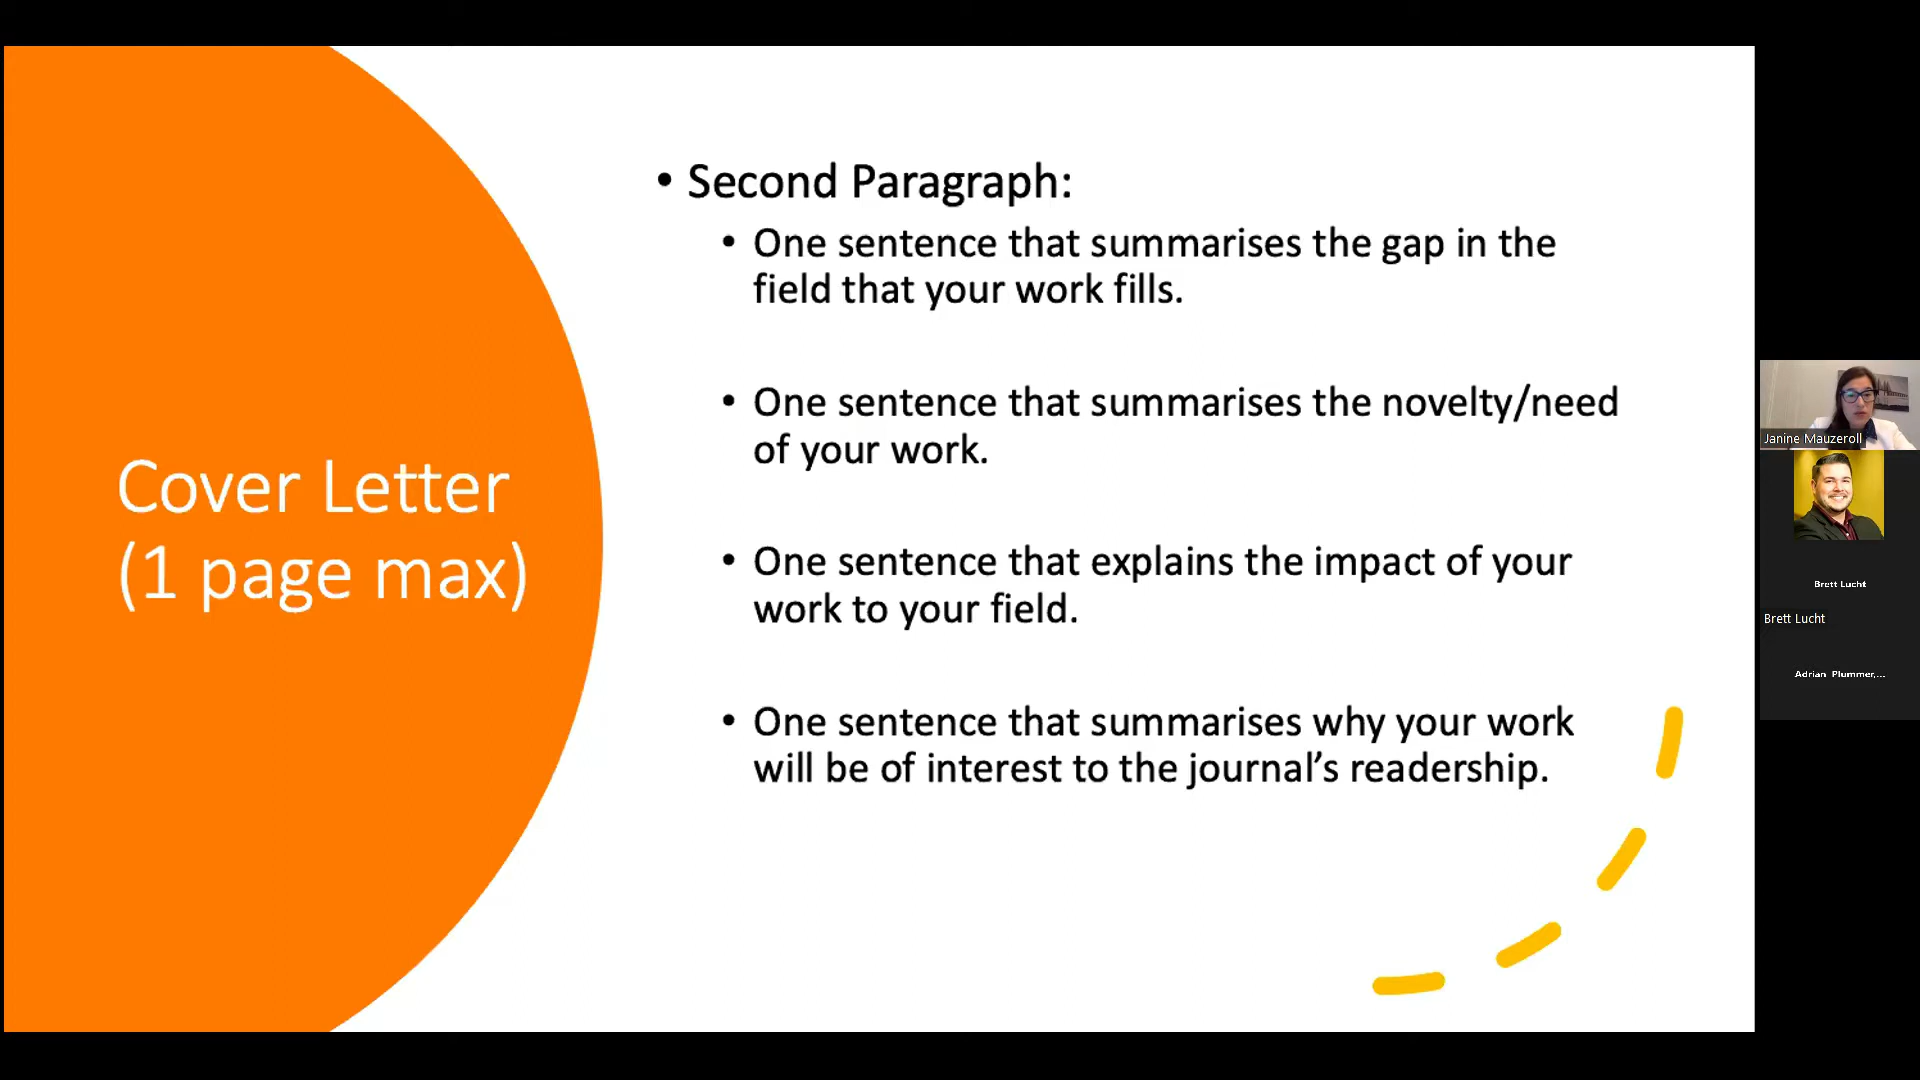 Cover Letter
(1 page max)
• Second Paragraph:
• One sentence that summarises the gap in the
field that your work fills.
• One sentence that summarises the novelty/need
of your work.
• One sentence that explains the impact of your
work to your field.
• One sentence that summarises why your work
will be of interest to the journal’s readership.
Janine Mauzeroll
Brett Lucht
Brett Lucht
Adrian Plummer,...